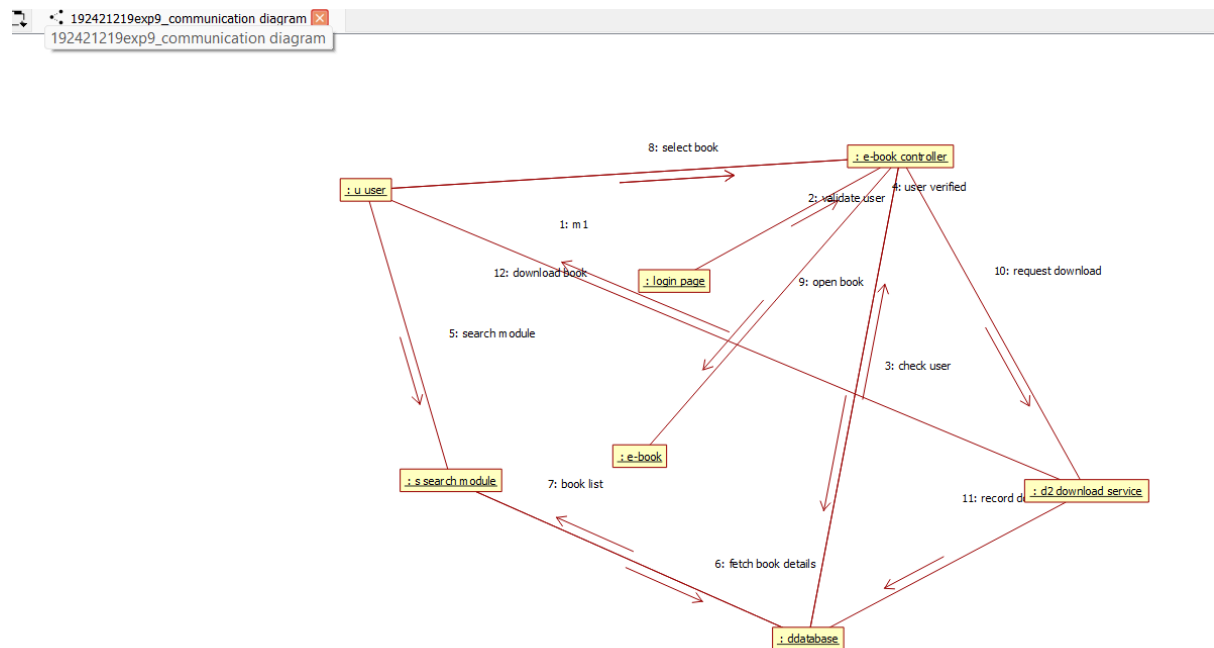 192421219exp9_communication diagram
192421219exp9_communication diagram
8: select book
: e-book controller
: u user
4: user verified
2: validate user
1: m1
12: download book
: login page
10: request download
9: open book
5: search module
3: check user
: e-book
: s search module
7: book list
: d2 download service
11: record
6: fetch book details
: ddatabase